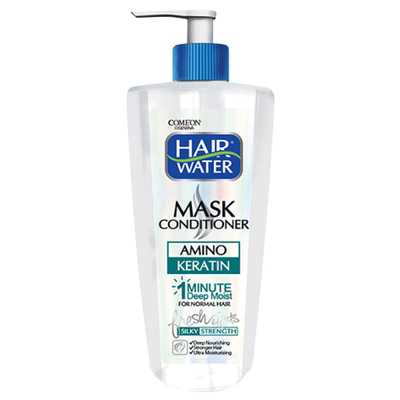 COMEON
HAIR
WATER
MASK
CONDITIONER
AMINO
KERATIN
1 MINUTE
Deep Moist
FOR NORMAL HAIR
SILKY STRENGTH
Deep Nourishing
Stronger Hair
Ultra Moisturizing